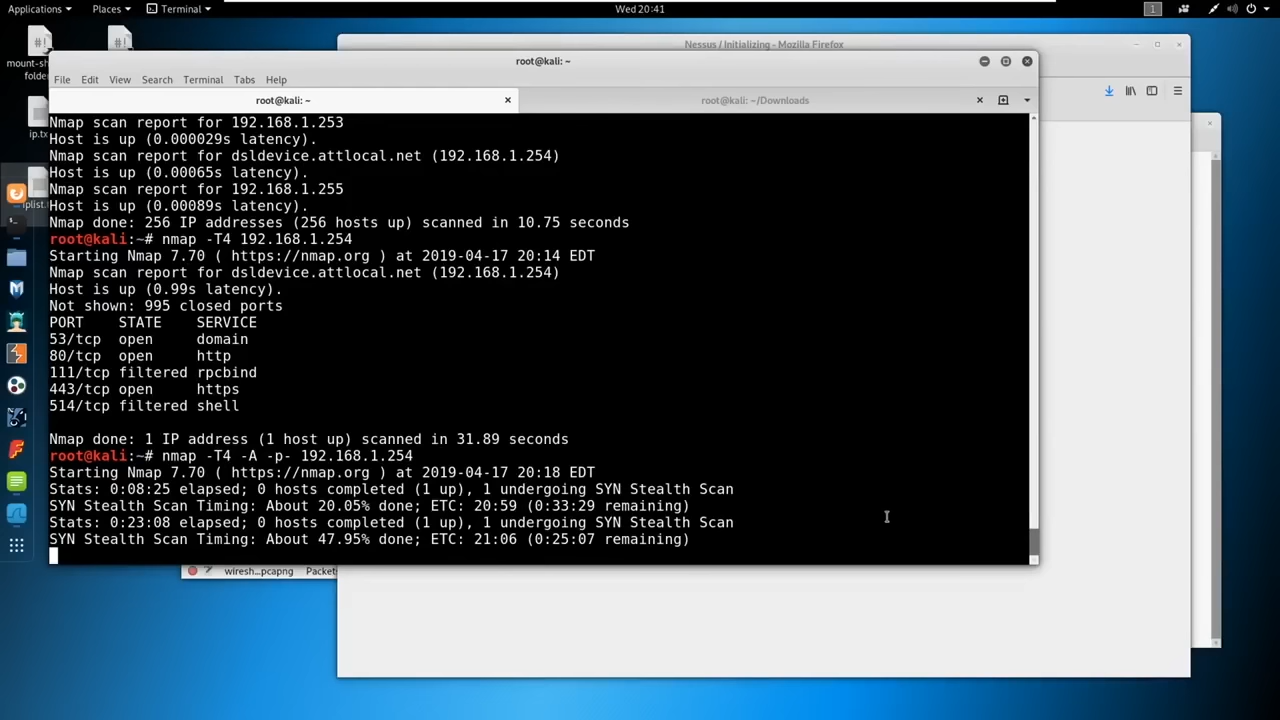 Applications Places Terminal Wed 20:41 1
mount-sh
folder
ip.tx
iplist.
Nessus / Initializing - Mozilla Firefox
root@kali: ~
File Edit View Search Terminal Tabs Help
root@kali: ~ root@kali: ~/Downloads
Nmap scan report for 192.168.1.253
Host is up (0.000029s latency).
Nmap scan report for dsldevice.attlocal.net (192.168.1.254)
Host is up (0.00065s latency).
Nmap scan report for 192.168.1.255
Host is up (0.00089s latency).
Nmap done: 256 IP addresses (256 hosts up) scanned in 10.75 seconds
root@kali:~# nmap -T4 192.168.1.254
Starting Nmap 7.70 ( https://nmap.org ) at 2019-04-17 20:14 EDT
Nmap scan report for dsldevice.attlocal.net (192.168.1.254)
Host is up (0.99s latency).
Not shown: 995 closed ports
PORT STATE SERVICE
53/tcp open domain
80/tcp open http
111/tcp filtered rpcbind
443/tcp open https
514/tcp filtered shell
Nmap done: 1 IP address (1 host up) scanned in 31.89 seconds
root@kali:~# nmap -T4 -A -p- 192.168.1.254
Starting Nmap 7.70 ( https://nmap.org ) at 2019-04-17 20:18 EDT
Stats: 0:08:25 elapsed; 0 hosts completed (1 up), 1 undergoing SYN Stealth Scan
SYN Stealth Scan Timing: About 20.05% done; ETC: 20:59 (0:33:29 remaining)
Stats: 0:23:08 elapsed; 0 hosts completed (1 up), 1 undergoing SYN Stealth Scan
SYN Stealth Scan Timing: About 47.95% done; ETC: 21:06 (0:25:07 remaining)
wiresh...pcapng Packets